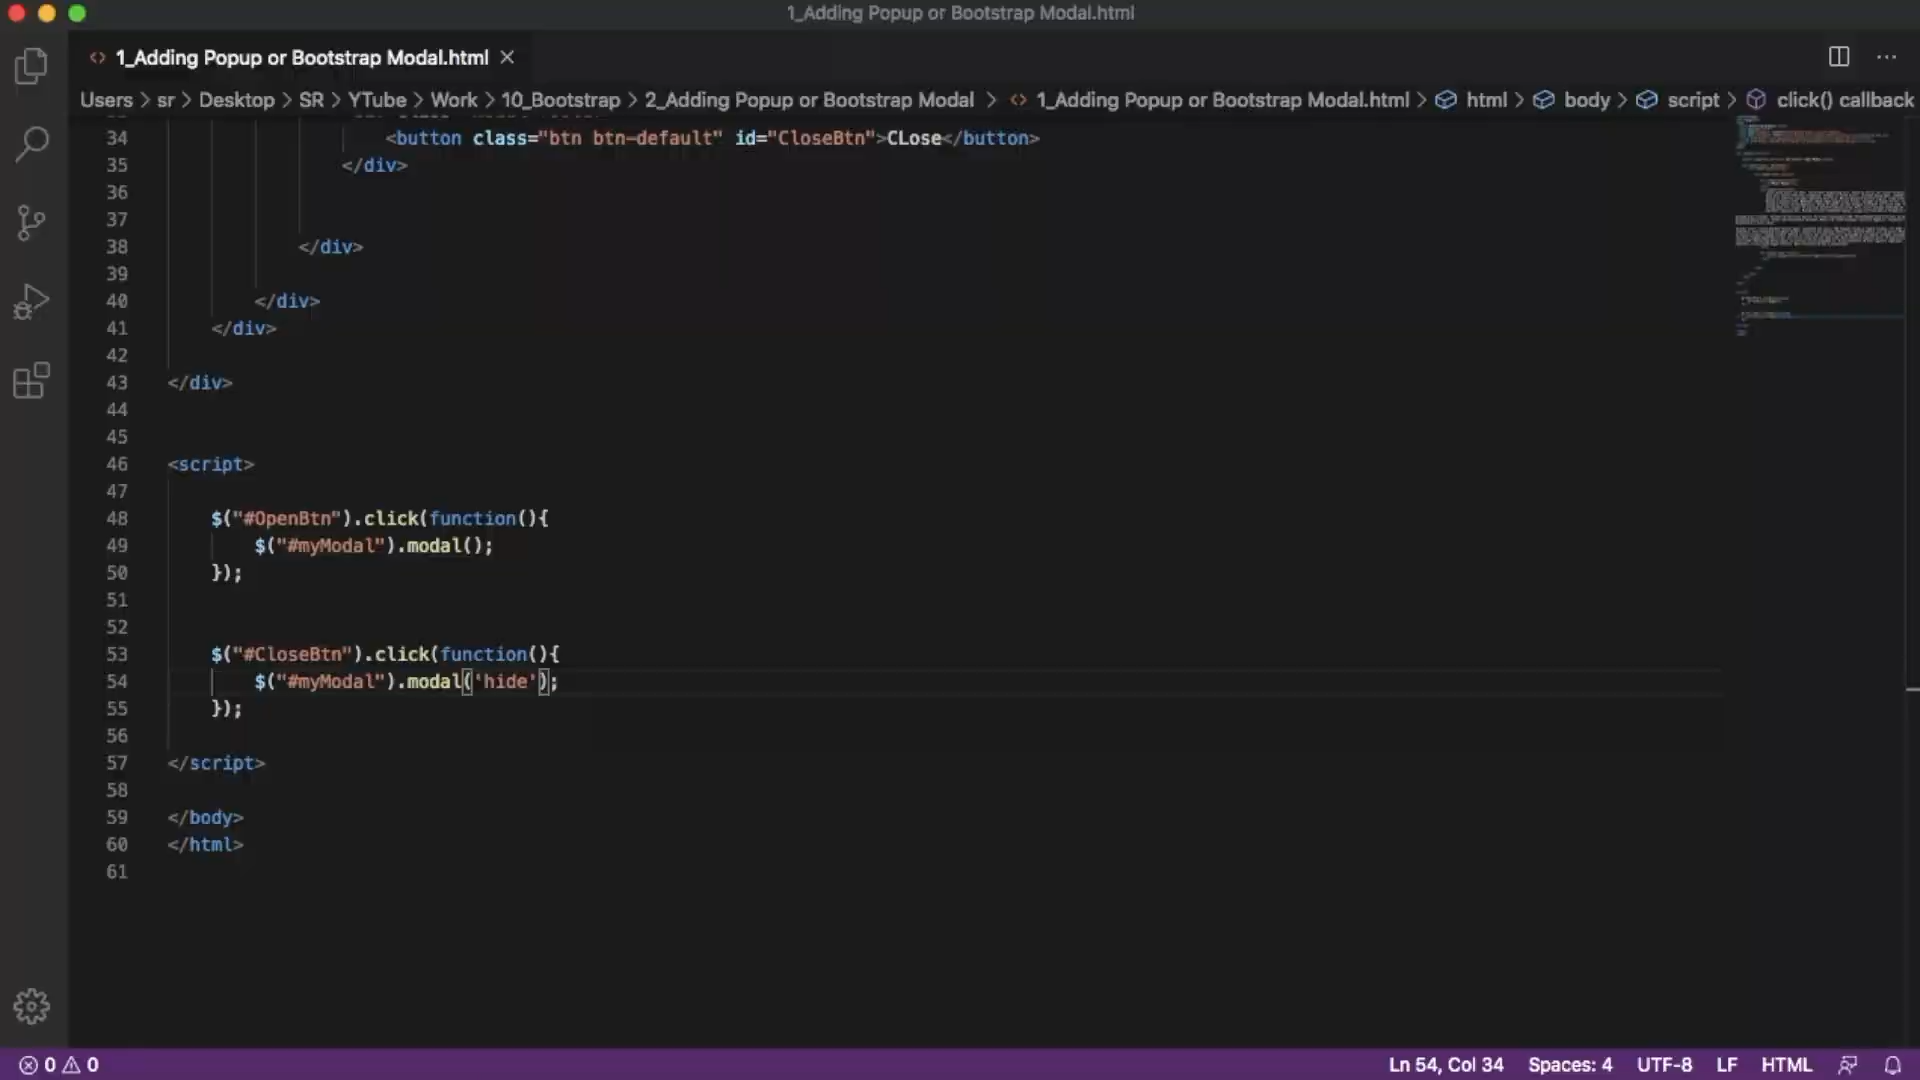 1_Adding Popup or Bootstrap Modal.html
1_Adding Popup or Bootstrap Modal.html
Users > sr > Desktop > SR > YTube > Work > 10_Bootstrap > 2_Adding Popup or Bootstrap Modal > 1_Adding Popup or Bootstrap Modal.html > html > body > script > click() callback
34 <button class="btn btn-default" id="CloseBtn">CLose</button>
35 </div>
36
37
38 </div>
39
40 </div>
41 </div>
42
43 </div>
44
45
46 <script>
47
48 $("#OpenBtn").click(function(){
49 $("#myModal").modal();
50 });
51
52
53 $("#CloseBtn").click(function(){
54 $("#myModal").modal('hide');
55 });
56
57 </script>
58
59 </body>
60 </html>
61
0 0 Ln 54, Col 34 Spaces: 4 UTF-8 LF HTML